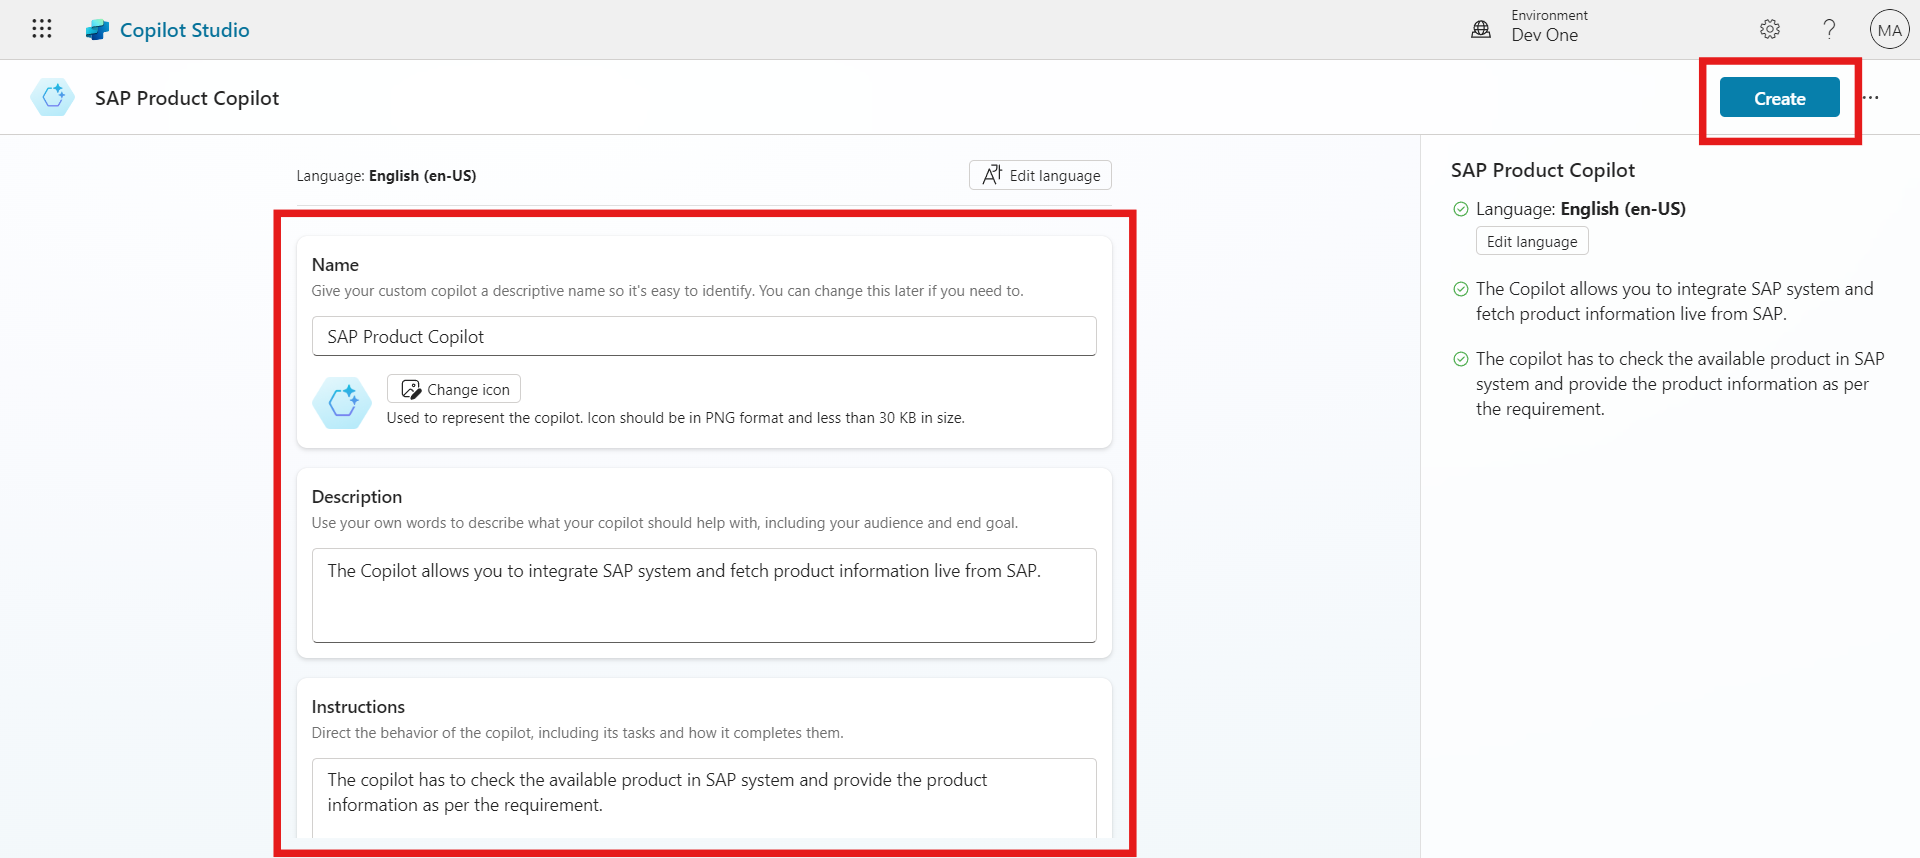 Copilot Studio
Environment
Dev One
?
MA
SAP Product Copilot
Create
...
Language: English (en-US)
Edit language
Name
Give your custom copilot a descriptive name so it's easy to identify. You can change this later if you need to.
SAP Product Copilot
Change icon
Used to represent the copilot. Icon should be in PNG format and less than 30 KB in size.
Description
Use your own words to describe what your copilot should help with, including your audience and end goal.
The Copilot allows you to integrate SAP system and fetch product information live from SAP.
Instructions
Direct the behavior of the copilot, including its tasks and how it completes them.
The copilot has to check the available product in SAP system and provide the product
information as per the requirement.
SAP Product Copilot
Language: English (en-US)
Edit language
The Copilot allows you to integrate SAP system and
fetch product information live from SAP.
The copilot has to check the available product in SAP
system and provide the product information as per
the requirement.